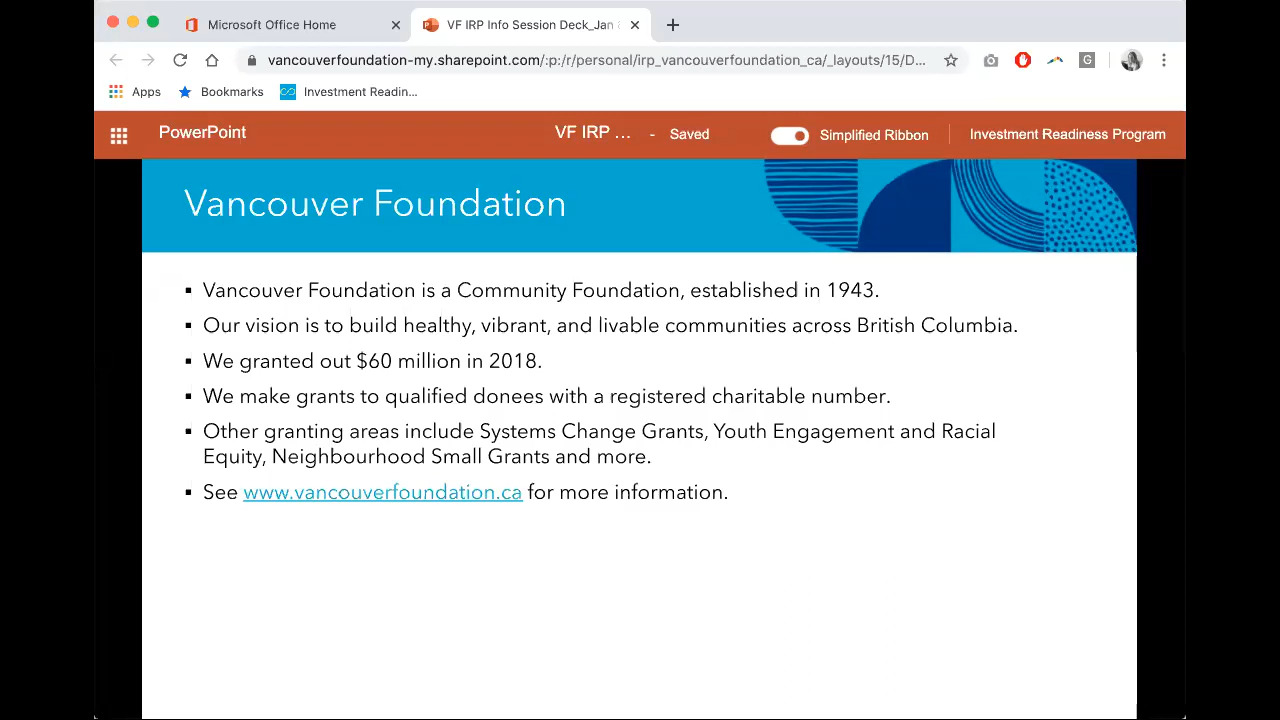 Microsoft Office Home
VF IRP Info Session Deck_Jan
vancouverfoundation-my.sharepoint.com/:p:/r/personal/irp_vancouverfoundation_ca/_layouts/15/D...
G
Apps
Bookmarks
Investment Readin...
PowerPoint
VF IRP ...
-
Saved
Simplified Ribbon
Investment Readiness Program
Vancouver Foundation
▪ Vancouver Foundation is a Community Foundation, established in 1943.
▪ Our vision is to build healthy, vibrant, and livable communities across British Columbia.
▪ We granted out $60 million in 2018.
▪ We make grants to qualified donees with a registered charitable number.
▪ Other granting areas include Systems Change Grants, Youth Engagement and Racial
Equity, Neighbourhood Small Grants and more.
▪ See www.vancouverfoundation.ca for more information.